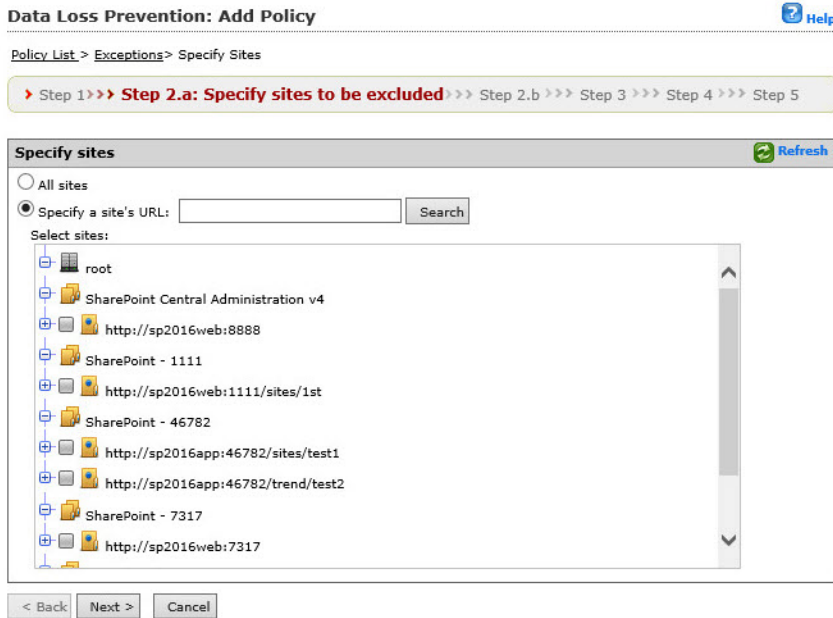 Data Loss Prevention: Add Policy
Help
Policy List > Exceptions> Specify Sites
Step 1>>> Step 2.a: Specify sites to be excluded>>> Step 2.b >>> Step 3 >>> Step 4 >>> Step 5
Specify sites
Refresh
All sites
Specify a site's URL:
Search
Select sites:
root
SharePoint Central Administration v4
http://sp2016web:8888
SharePoint - 1111
http://sp2016web:1111/sites/1st
SharePoint - 46782
http://sp2016app:46782/sites/test1
http://sp2016app:46782/trend/test2
SharePoint - 7317
http://sp2016web:7317
< Back
Next >
Cancel